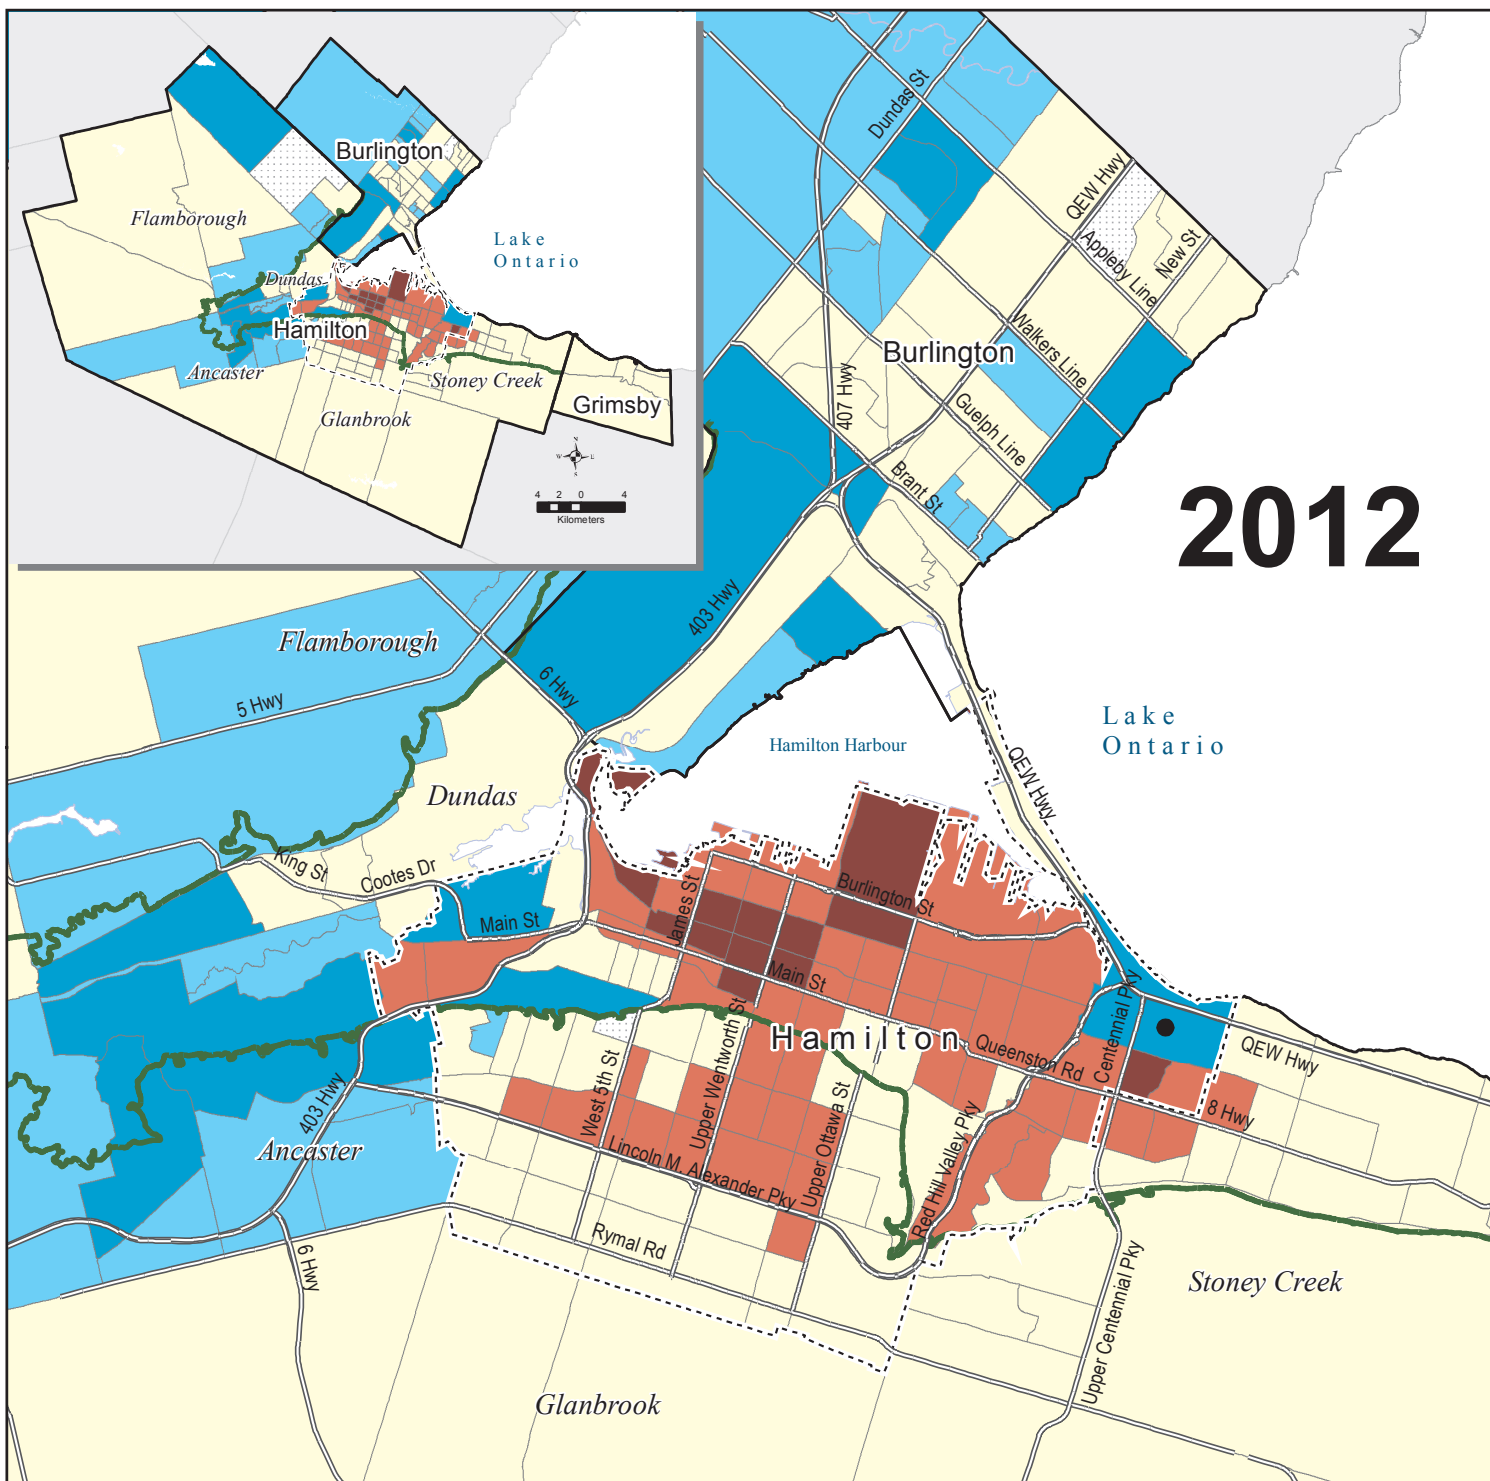 Burlington
Flamborough
Lake
Ontario
Dundas
Hamilton
Ancaster
Stoney Creek
Grimsby
Glanbrook
N
W
E
S
4 2 0 4
Kilometers
Dundas St
QEW Hwy
Appleby Line
New St
Walkers Line
Burlington
407 Hwy
Guelph Line
Brant St
2012
403 Hwy
Flamborough
6 Hwy
5 Hwy
Lake
Ontario
Hamilton Harbour
QEW Hwy
Dundas
King St
Cootes Dr
Main St
James St
Burlington St
Main St
Hamilton
Queenston Rd
Centennial Pky
QEW Hwy
8 Hwy
403 Hwy
Ancaster
West 5th St
Upper Wentworth St
Upper Ottawa St
Lincoln M. Alexander Pky
Red Hill Valley Pky
Rymal Rd
6 Hwy
Upper Centennial Pky
Stoney Creek
Glanbrook